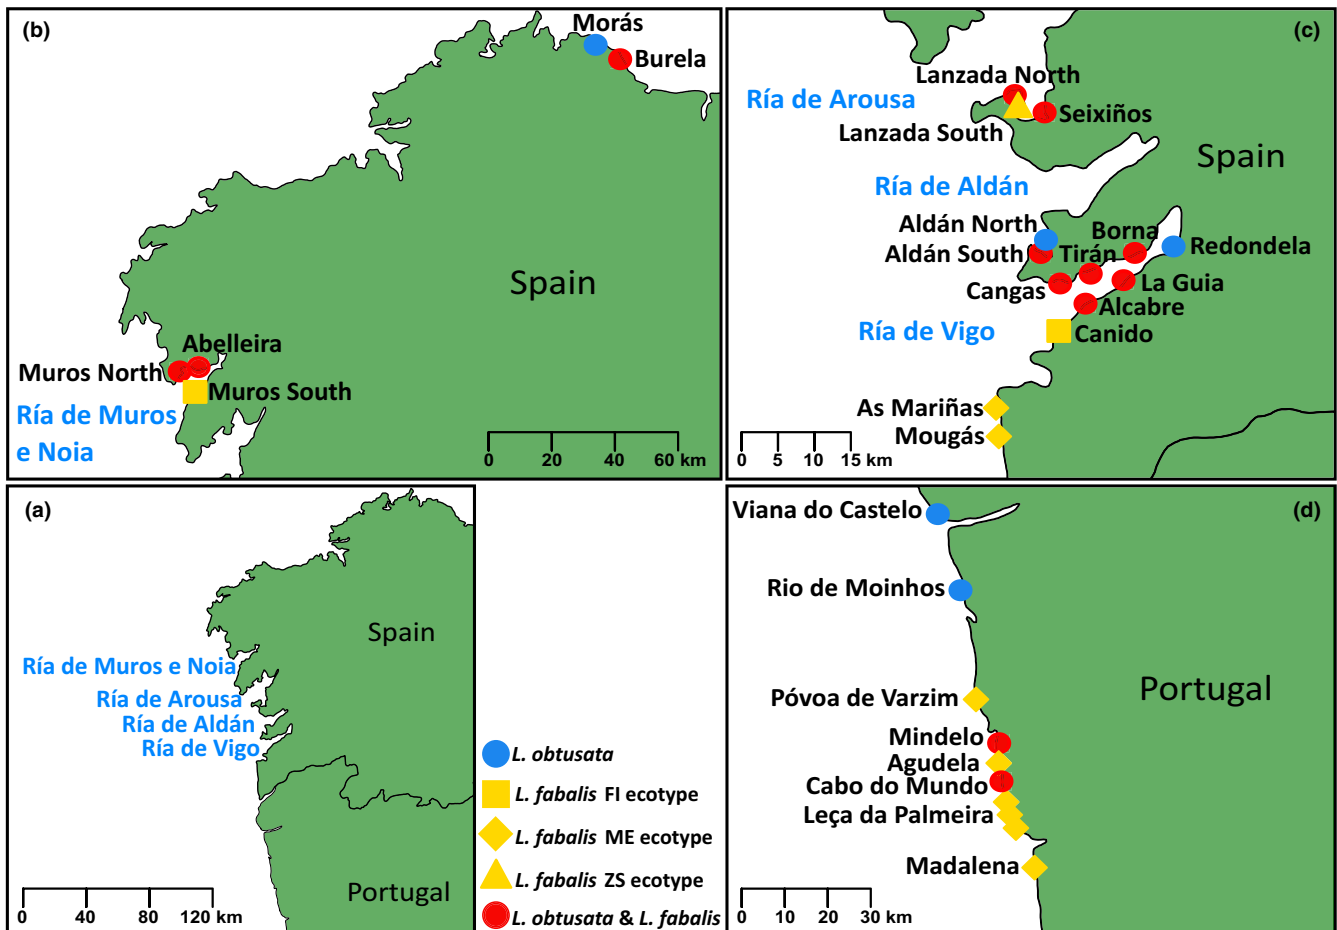 (b)
Morás
Burela
Spain
Abelleira
Muros North
Muros South
Ría de Muros
e Noia
0 20 40 60 km
(c)
Lanzada North
Ría de Arousa
Seixiños
Lanzada South
Spain
Ría de Aldán
Aldán North
Borna
Redondela
Aldán South
Tirán
La Guia
Cangas
Alcabre
Ría de Vigo
Canido
As Mariñas
Mougás
0 5 10 15 km
(a)
Spain
Ría de Muros e Noia
Ría de Arousa
Ría de Aldán
Ría de Vigo
Portugal
0 40 80 120 km
L. obtusata
L. fabalis FI ecotype
L. fabalis ME ecotype
L. fabalis ZS ecotype
L. obtusata & L. fabalis
(d)
Viana do Castelo
Rio de Moinhos
Portugal
Póvoa de Varzim
Mindelo
Agudela
Cabo do Mundo
Leça da Palmeira
Madalena
0 10 20 30 km